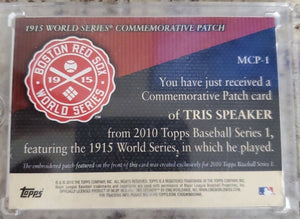 1915 WORLD SERIES® COMMEMORATIVE PATCH
MCP-1
BOSTON RED SOX
19 15
WORLD SERIES
You have just received a
Commemorative Patch card
of TRIS SPEAKER
from 2010 Topps Baseball Series 1,
featuring the 1915 World Series, in which he played.
The embroidered patch featured on the front of this card was created exclusively for 2010 Topps Baseball Series 1.
Topps